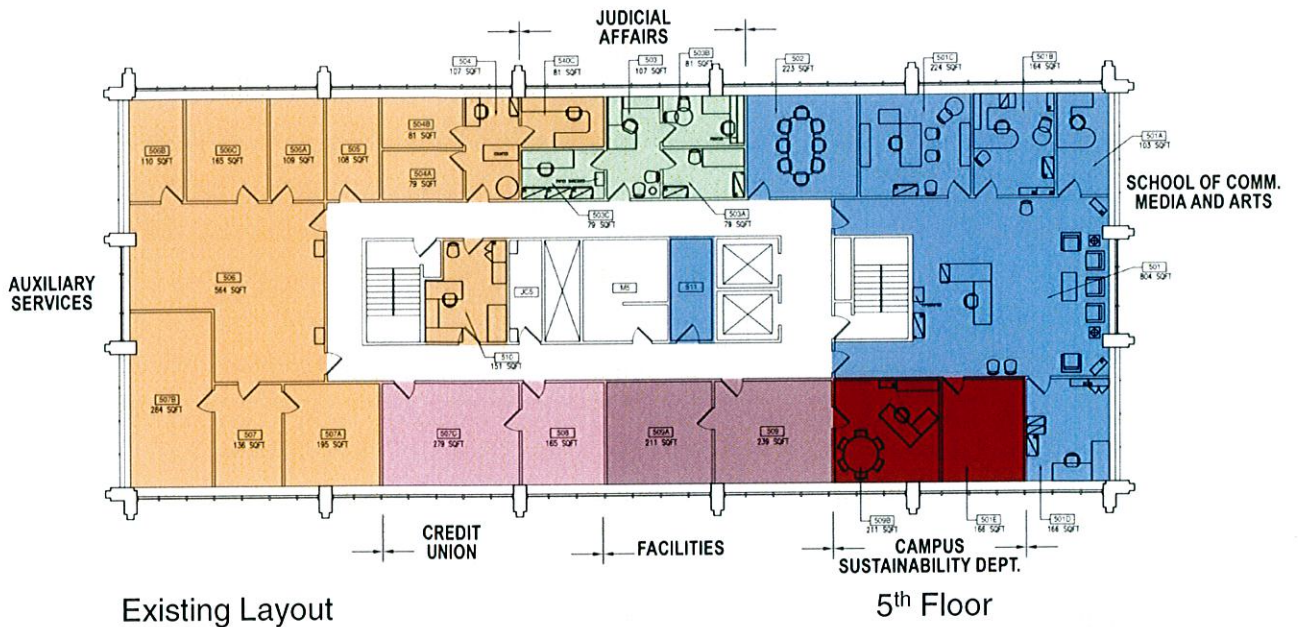 JUDICIAL
AFFAIRS
504
107 SQFT
540C
81 SQFT
503
107 SQFT
503B
81 SQFT
502
223 SQFT
501C
224 SQFT
501B
164 SQFT
504B
81 SQFT
501A
103 SQFT
506B
110 SQFT
506C
165 SQFT
506A
109 SQFT
505
108 SQFT
504A
79 SQFT
SCHOOL OF COMM.
MEDIA AND ARTS
503C
79 SQFT
503A
78 SQFT
AUXILIARY
SERVICES
506
564 SQFT
501
804 SQFT
JCS
ME
511
510
151 SQFT
507B
284 SQFT
507
136 SQFT
507A
195 SQFT
507C
279 SQFT
508
165 SQFT
509A
211 SQFT
509
239 SQFT
509B
211 SQFT
501E
166 SQFT
501D
166 SQFT
CREDIT
UNION
FACILITIES
CAMPUS
SUSTAINABILITY DEPT.
Existing Layout
5th Floor